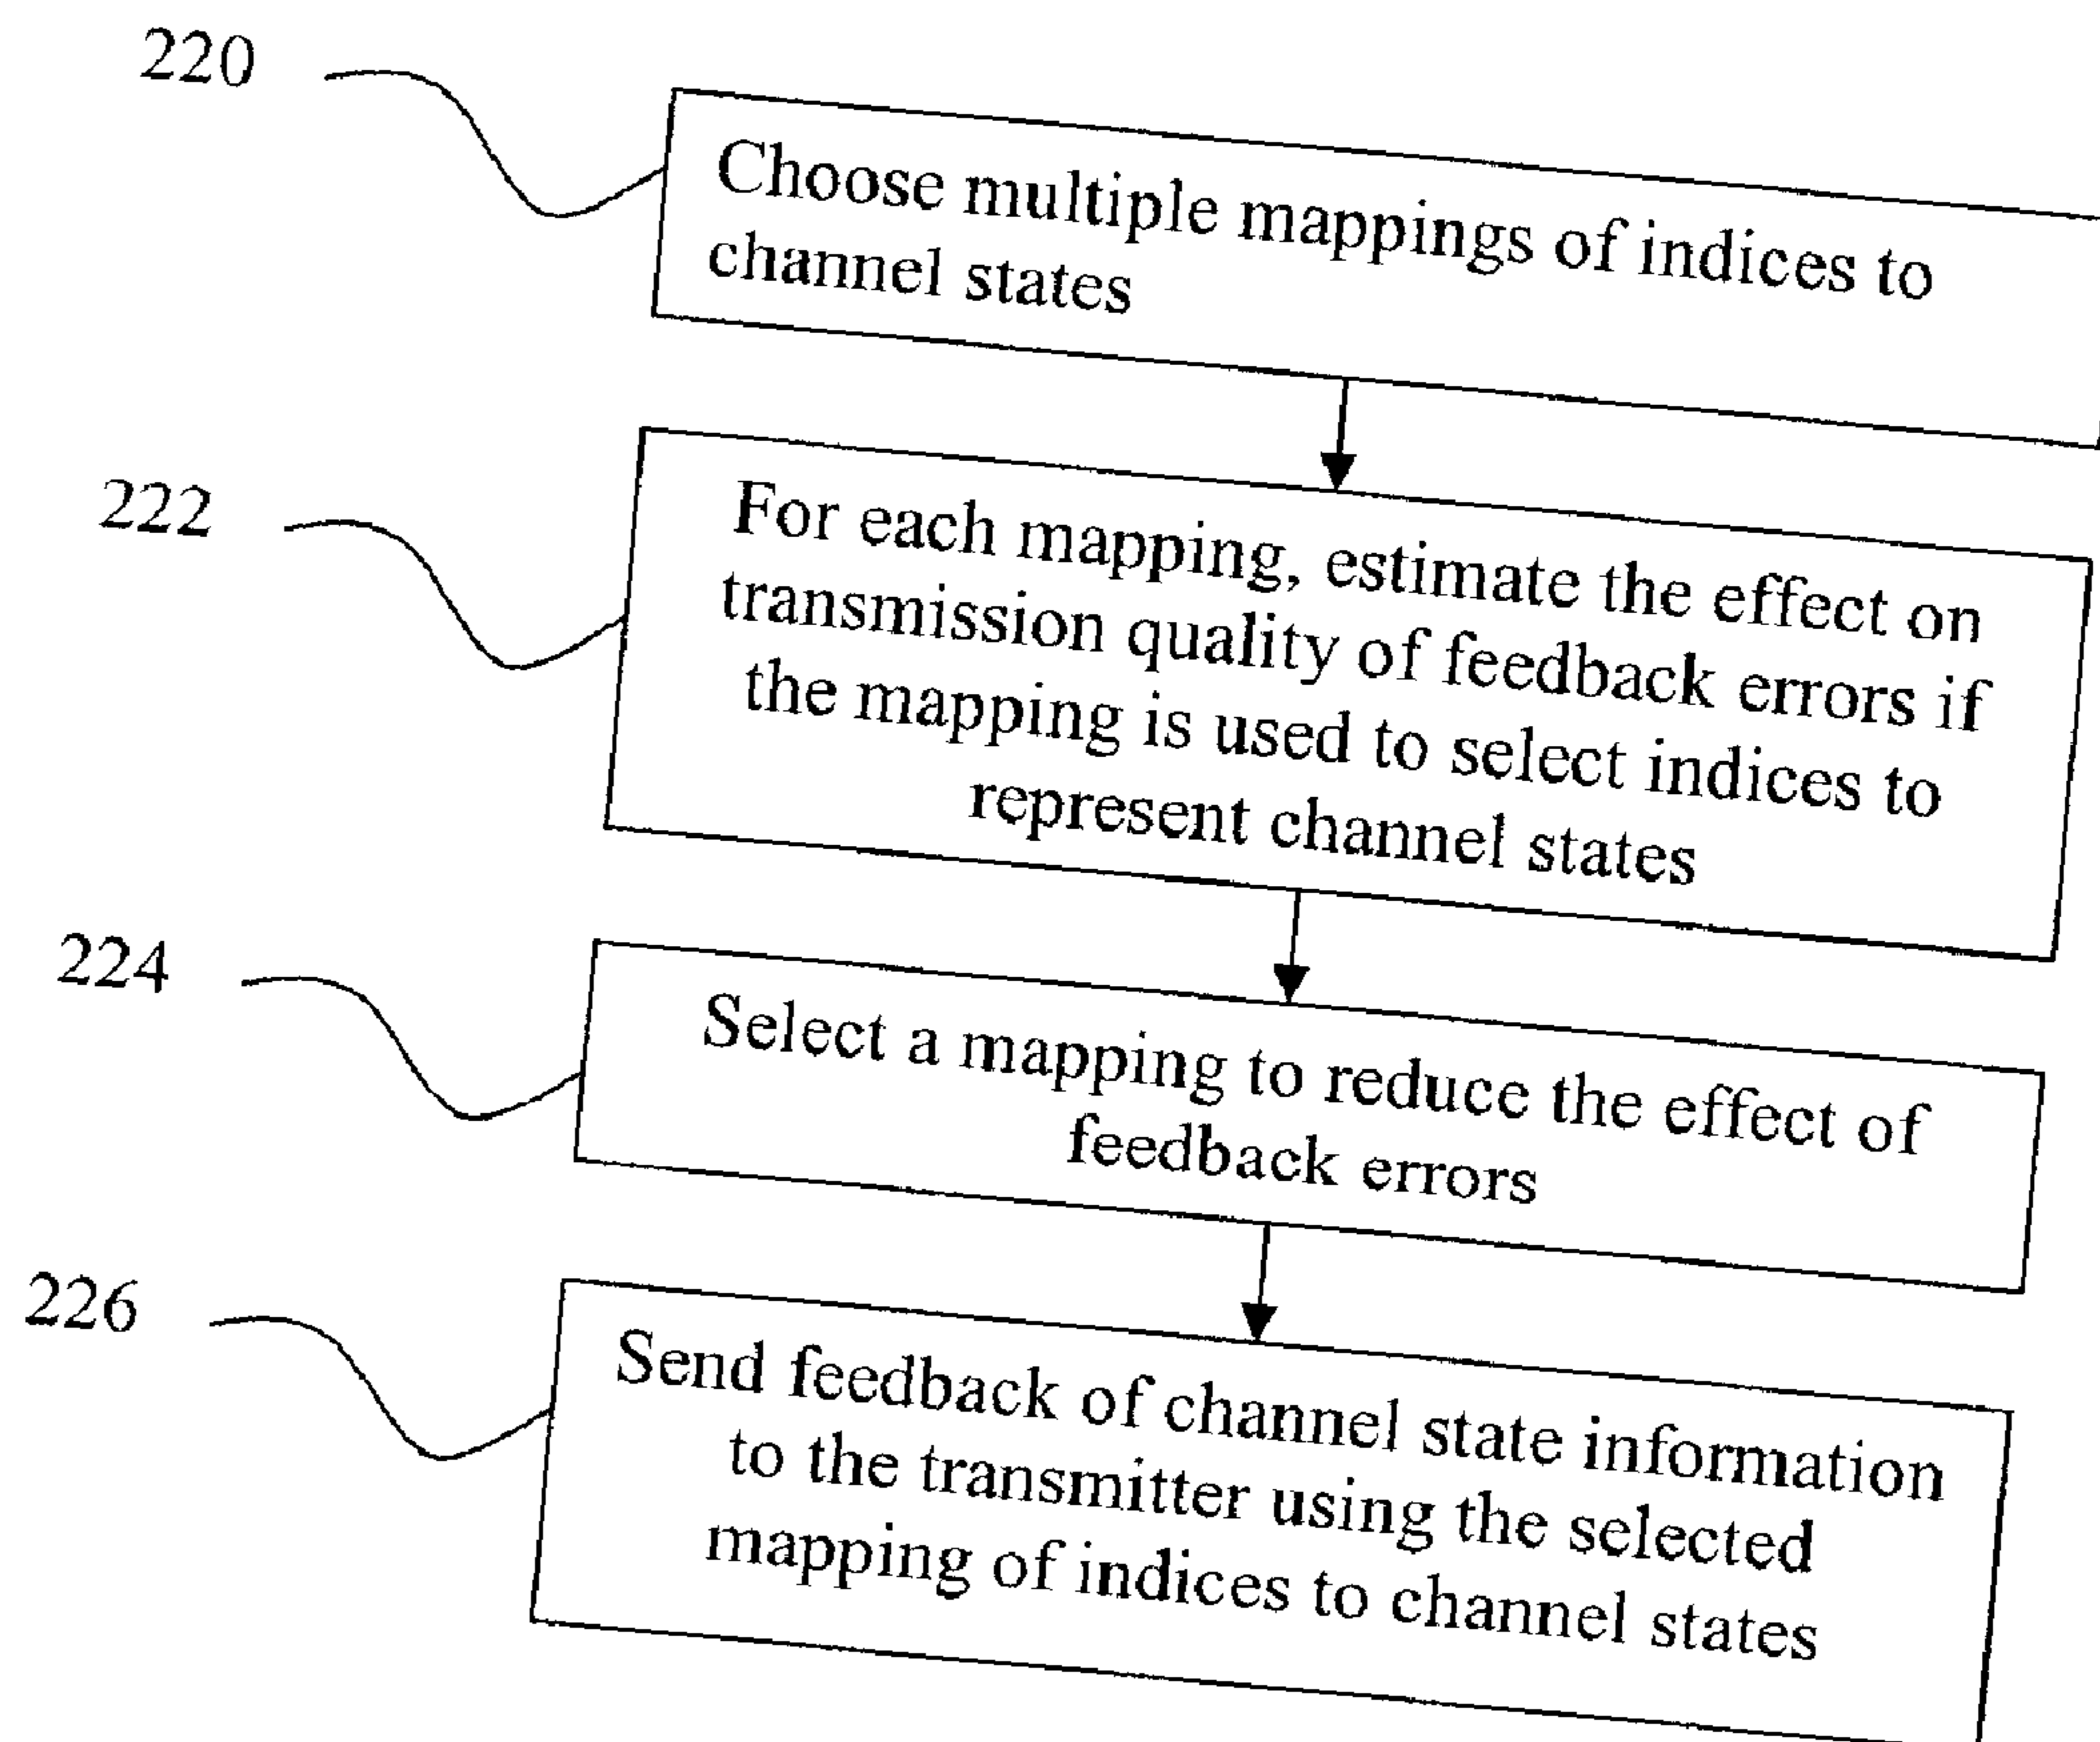 220
Choose multiple mappings of indices to
channel states
222
For each mapping, estimate the effect on
transmission quality of feedback errors if
the mapping is used to select indices to
represent channel states
224
Select a mapping to reduce the effect of
feedback errors
226
Send feedback of channel state information
to the transmitter using the selected
mapping of indices to channel states